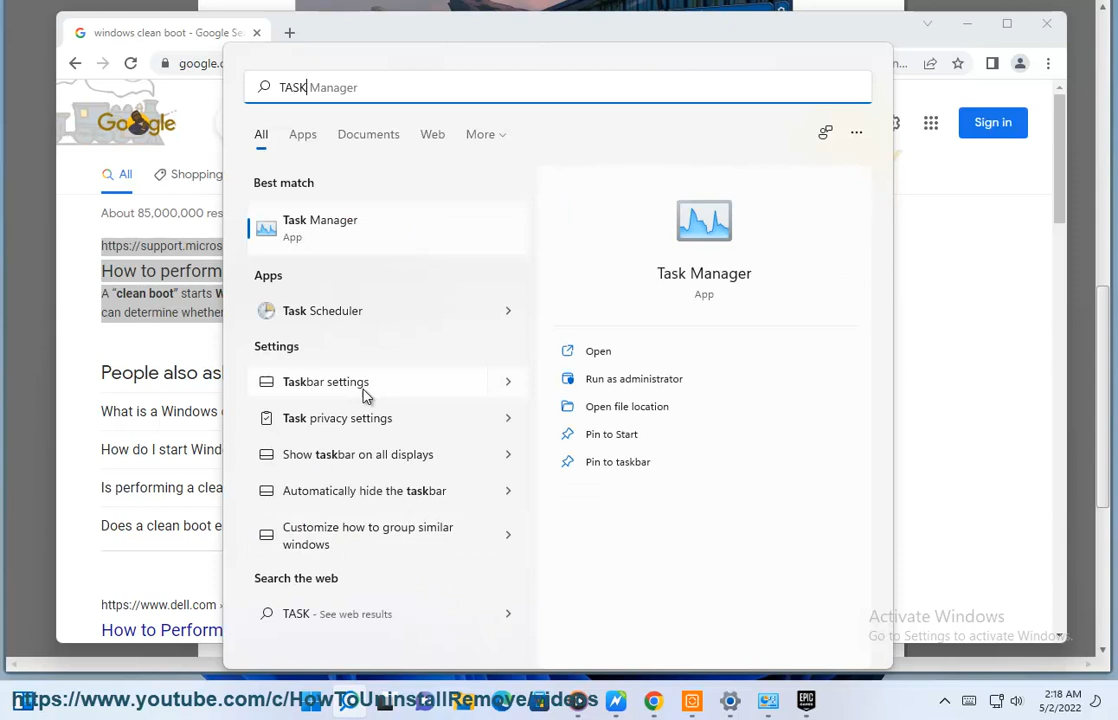 windows clean boot - Google Se
google.c
n...
TASK Manager
All
Apps
Documents
Web
More
Google
Sign in
All
Shopping
About 85,000,000 res
https://support.micros
How to perform
A "clean boot" starts W
can determine whether
People also as
What is a Windows c
How do I start Wind
Is performing a clea
Does a clean boot e
https://www.dell.com ›
How to Perform
Best match
Task Manager
App
Apps
Task Scheduler
Settings
Taskbar settings
Task privacy settings
Show taskbar on all displays
Automatically hide the taskbar
Customize how to group similar
windows
Search the web
TASK - See web results
Task Manager
App
Open
Run as administrator
Open file location
Pin to Start
Pin to taskbar
Activate Windows
Go to Settings to activate Windows.
https://www.youtube.com/c/HowToUninstallRemove/videos
EPIC
2:18 AM
5/2/2022